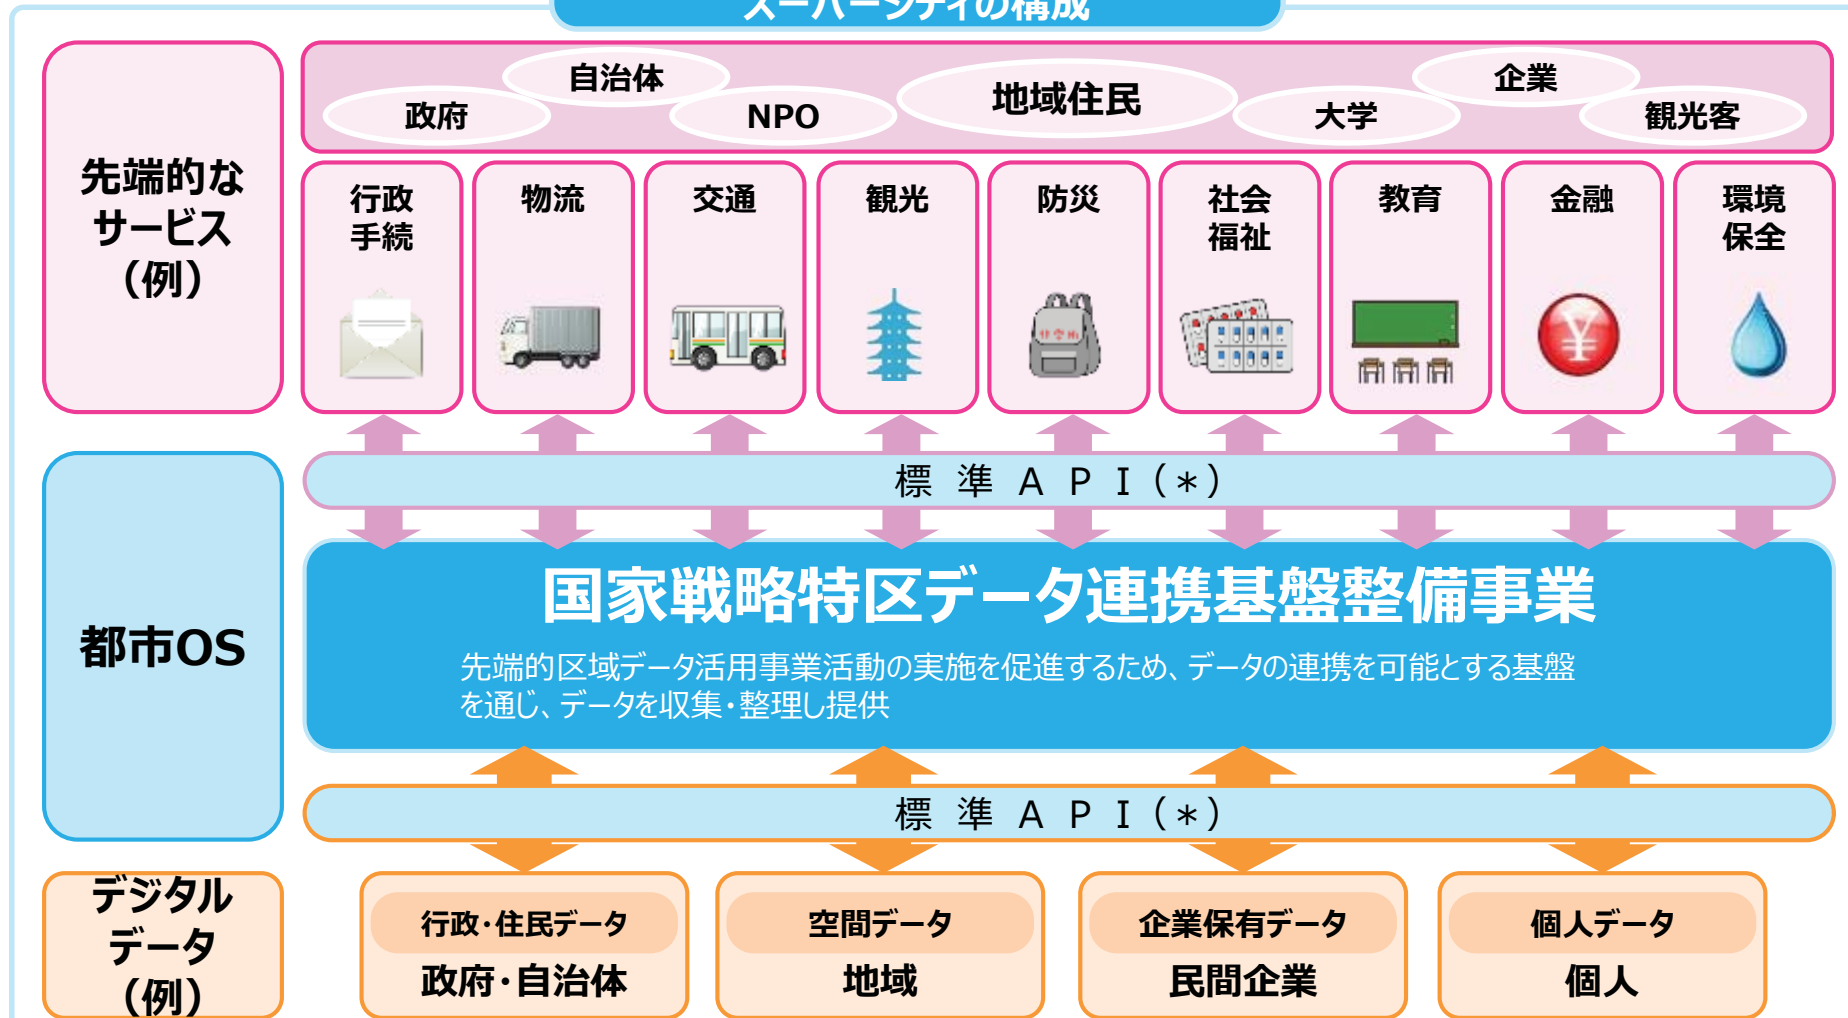 スーパーシティの構成
先端的な
サービス
（例）
政府
自治体
NPO
地域住民
大学
企業
観光客
行政
手続
物流
交通
観光
防災
社会
福祉
教育
金融
環境
保全
標準API（＊）
都市OS
国家戦略特区データ連携基盤整備事業
先端的区域データ活用事業活動の実施を促進するため、データの連携を可能とする基盤
を通じ、データを収集・整理し提供
標準API（＊）
デジタル
データ
（例）
行政・住民データ
政府・自治体
空間データ
地域
企業保有データ
民間企業
個人データ
個人